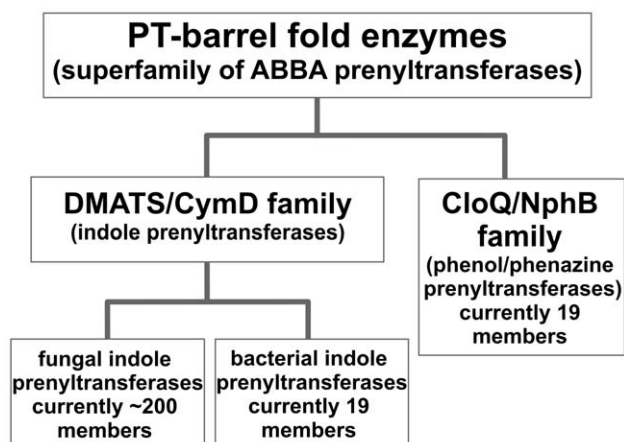 PT-barrel fold enzymes
(superfamily of ABBA prenyltransferases)
DMATS/CymD family
(indole prenyltransferases)
CloQ/NphB
family
(phenol/phenazine
prenyltransferases)
currently 19
members
fungal indole
prenyltransferases
currently ~200
members
bacterial indole
prenyltransferases
currently 19
members